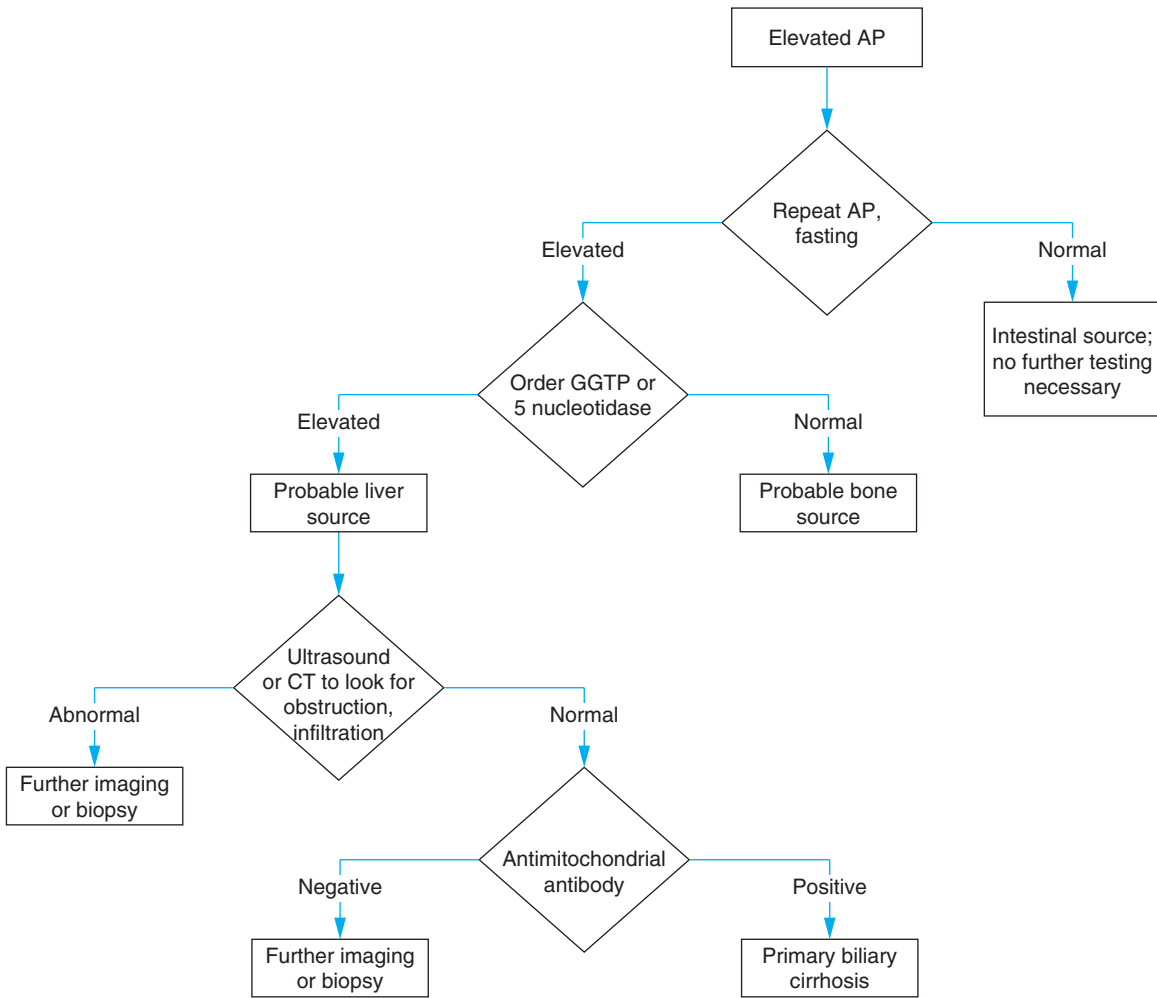 Elevated AP
Repeat AP,
fasting
Elevated
Normal
Intestinal source;
no further testing
necessary
Order GGTP or
5 nucleotidase
Elevated
Normal
Probable liver
source
Probable bone
source
Ultrasound
or CT to look for
obstruction,
infiltration
Abnormal
Normal
Further imaging
or biopsy
Antimitochondrial
antibody
Negative
Positive
Further imaging
or biopsy
Primary biliary
cirrhosis